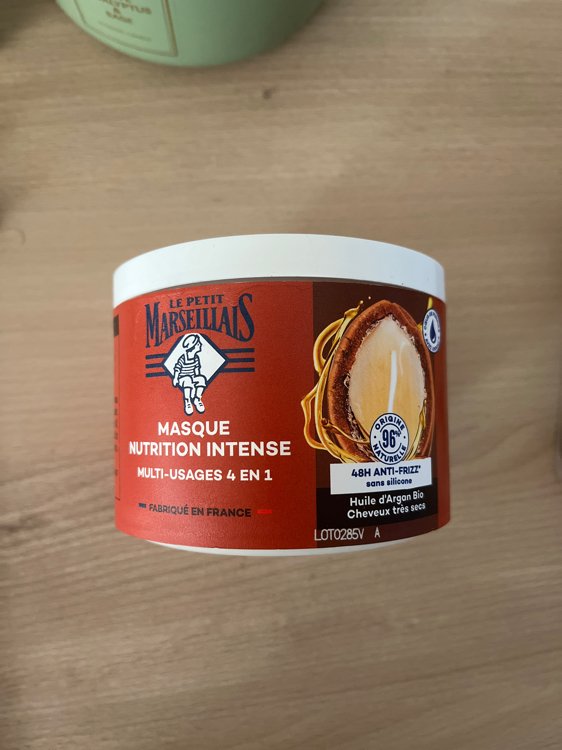 & 
SAGE
LE PETIT
MARSEILLAIS
MASQUE
NUTRITION INTENSE
MULTI-USAGES 4 EN 1
FABRIQUÉ EN FRANCE
ORIGINE
96%
NATURELLE
48H ANTI-FRIZZ*
sans silicone
Huile d'Argan Bio
Cheveux très secs
LOT0285V A